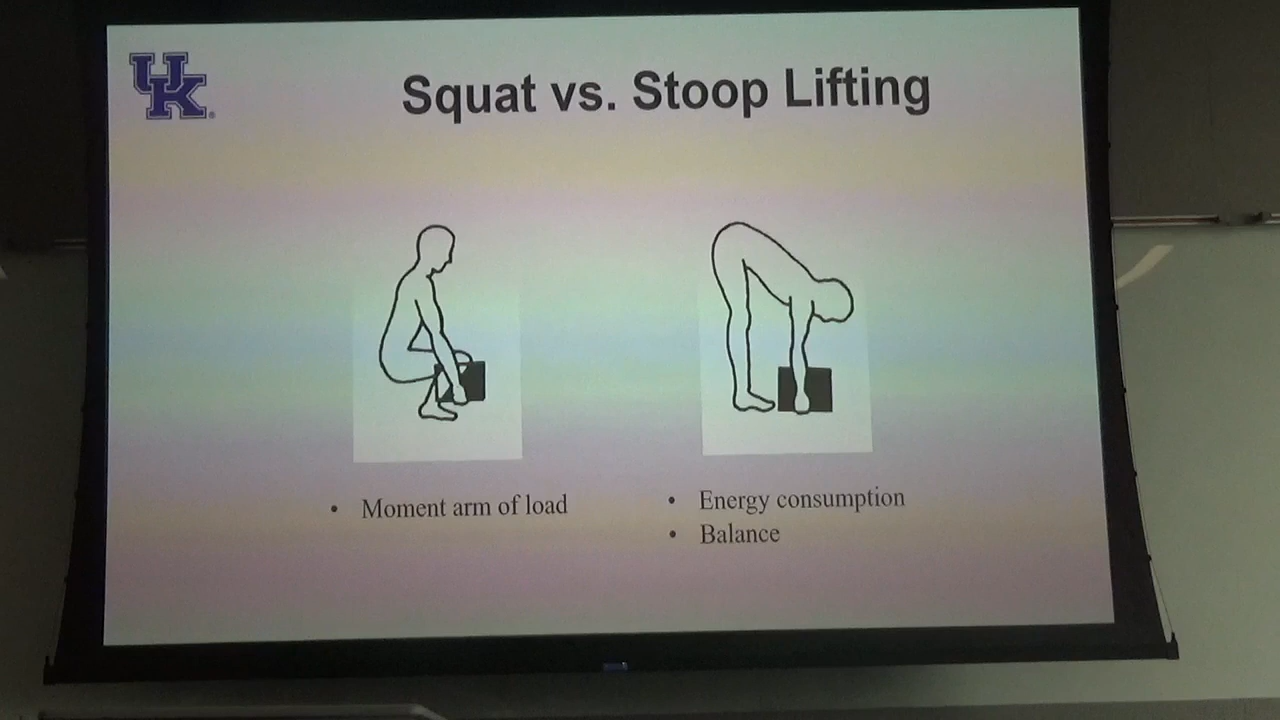 UK
Squat vs. Stoop Lifting
• Moment arm of load
• Energy consumption
• Balance